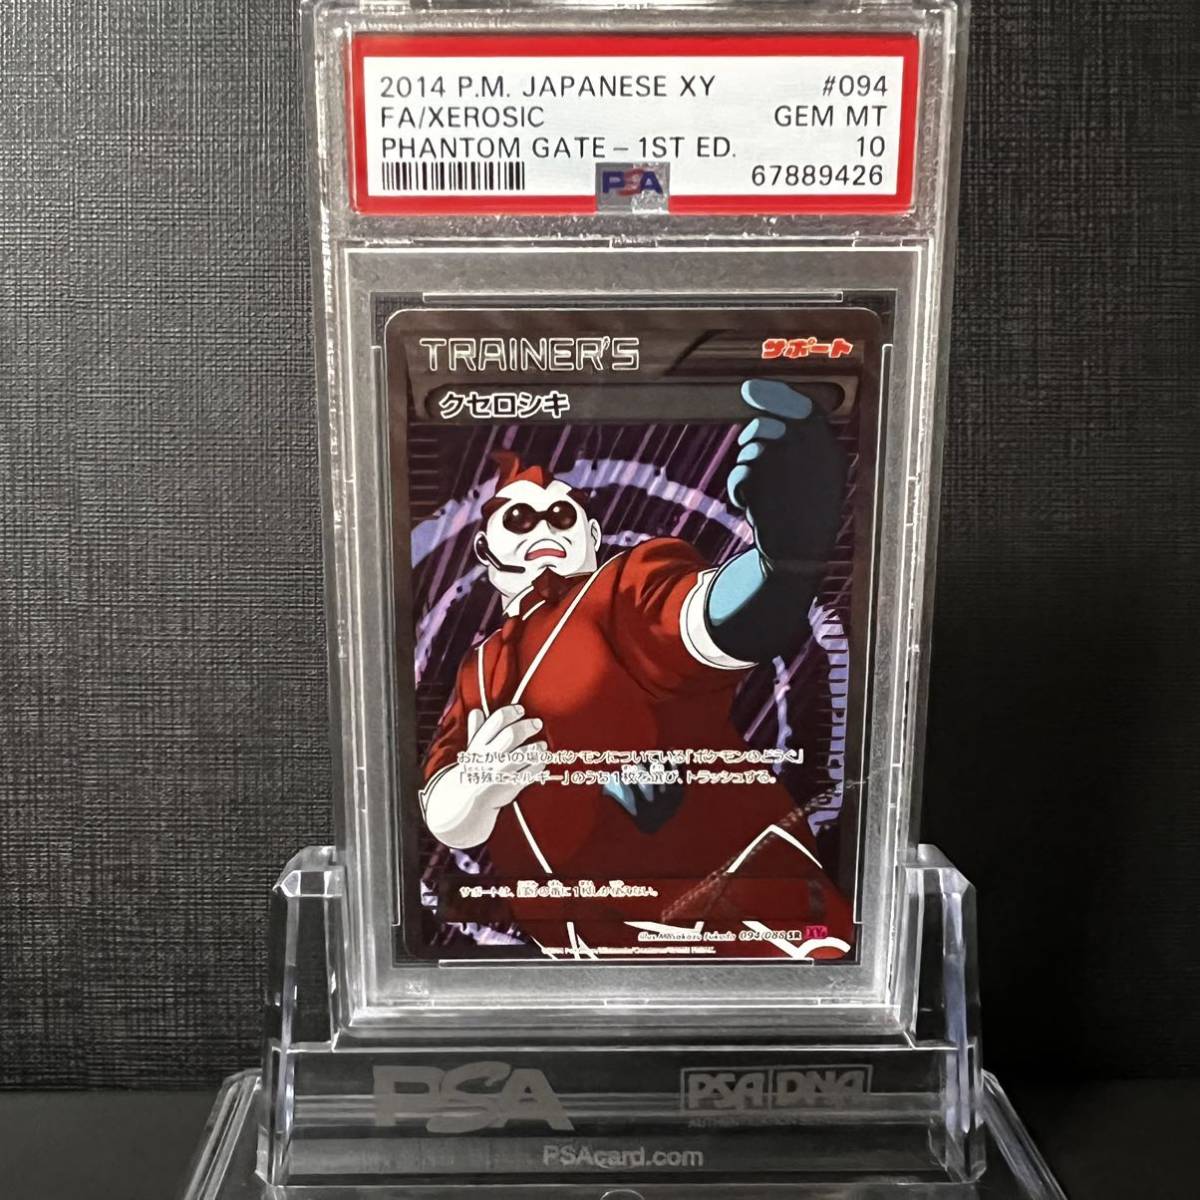 2014 P.M. JAPANESE XY #094
FA/XEROSIC GEM MT
PHANTOM GATE - 1ST ED. 10
PSA 67889426
TRAINER'S サポート
クセロシキ
おたがいの場のポケモンについている「ポケモンのどうぐ」
「特殊エネルギー」のうち1枚を選び、トラッシュする。
サポートは、自分の番に1枚しか使えない。
094/088 SR
PSA PSA DNA
PSAcard.com